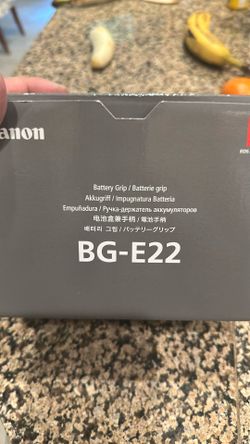 anon
Battery Grip / Batterie grip
Akkugriff / Impugnatura Batteria
Empuñadura / Ручка-держатель аккумуляторов
电池盒兼手柄 / 電池手柄
배터리 그립 / バッテリーグリップ
BG-E22